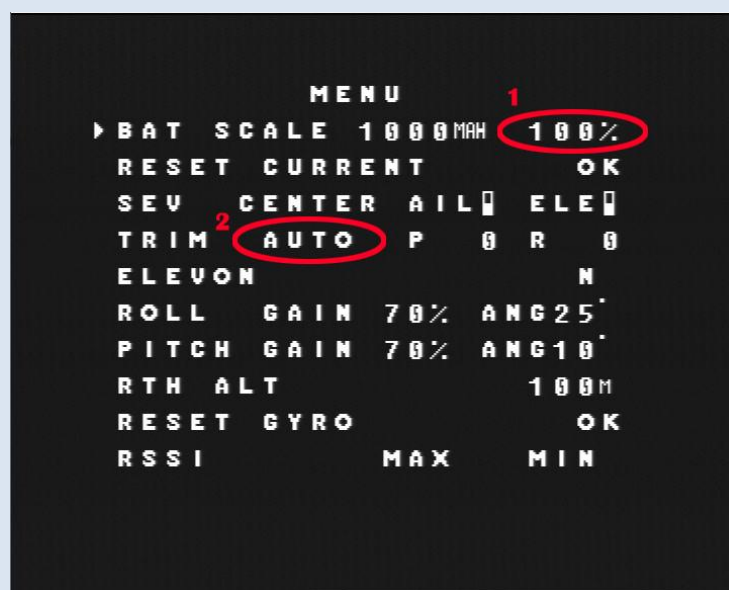 MENU 1
BAT SCALE 1000MAH 100%
RESET CURRENT OK
SEV CENTER AIL ELE
2
TRIM AUTO P 0 R 0
ELEVON N
ROLL GAIN 70% ANG25°
PITCH GAIN 70% ANG10°
RTH ALT 100M
RESET GYRO OK
RSSI MAX MIN